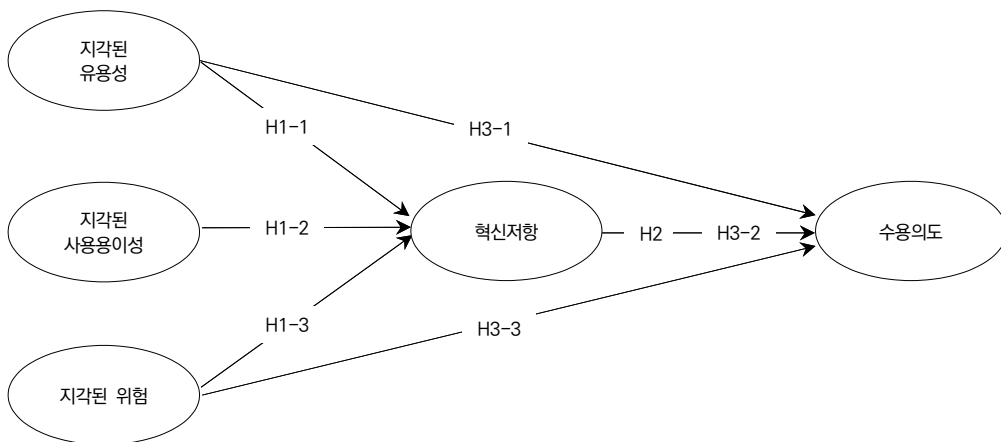 지각된
유용성
H1-1
H3-1
지각된
사용용이성
H1-2
혁신저항
H2
H3-2
수용의도
H1-3
H3-3
지각된 위험